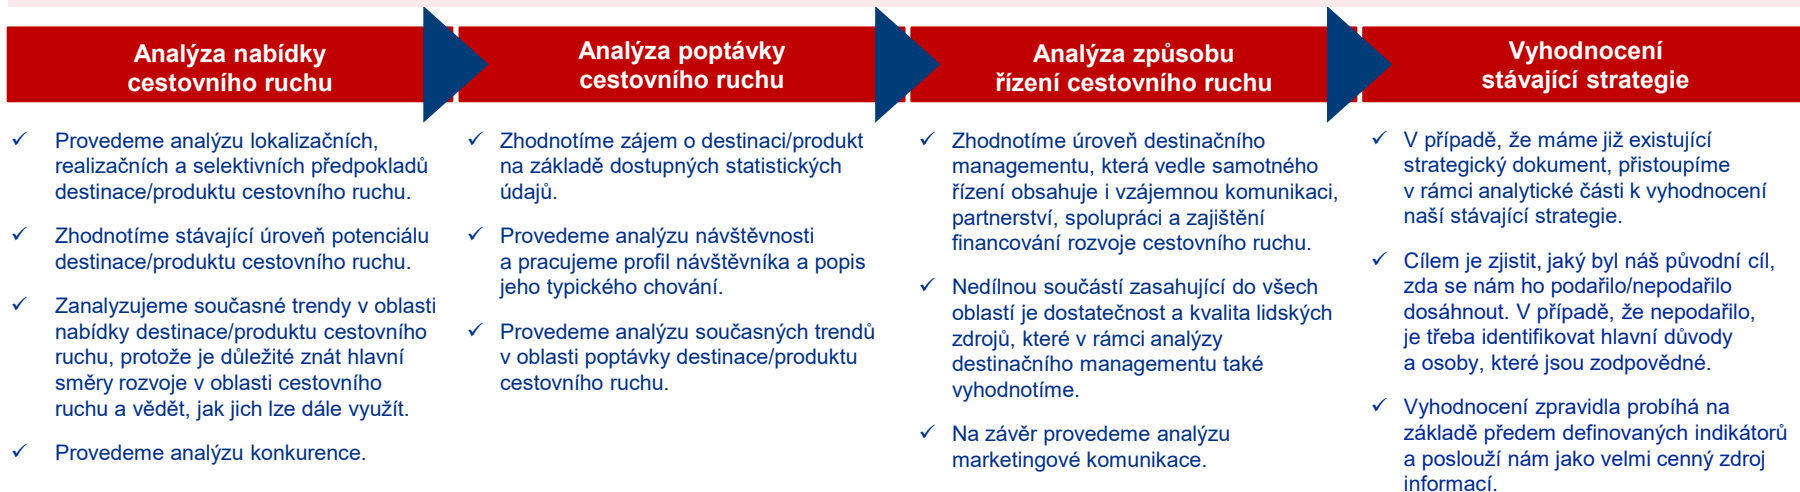 Analýza nabídky
cestovního ruchu
✓ Provedeme analýzu lokalizačních,
realizačních a selektivních předpokladů
destinace/produktu cestovního ruchu.
✓ Zhodnotíme stávající úroveň potenciálu
destinace/produktu cestovního ruchu.
✓ Zanalyzujeme současné trendy v oblasti
nabídky destinace/produktu cestovního
ruchu, protože je důležité znát hlavní
směry rozvoje v oblasti cestovního
ruchu a vědět, jak jich lze dále využít.
✓ Provedeme analýzu konkurence.
Analýza poptávky
cestovního ruchu
✓ Zhodnotíme zájem o destinaci/produkt
na základě dostupných statistických
údajů.
✓ Provedeme analýzu návštěvnosti
a pracujeme profil návštěvníka a popis
jeho typického chování.
✓ Provedeme analýzu současných trendů
v oblasti poptávky destinace/produktu
cestovního ruchu.
Analýza způsobu
řízení cestovního ruchu
✓ Zhodnotíme úroveň destinačního
managementu, která vedle samotného
řízení obsahuje i vzájemnou komunikaci,
partnerství, spolupráci a zajištění
financování rozvoje cestovního ruchu.
✓ Nedílnou součástí zasahující do všech
oblastí je dostatečnost a kvalita lidských
zdrojů, které v rámci analýzy
destinačního managementu také
vyhodnotíme.
✓ Na závěr provedeme analýzu
marketingové komunikace.
Vyhodnocení
stávající strategie
✓ V případě, že máme již existující
strategický dokument, přistoupíme
v rámci analytické části k vyhodnocení
naší stávající strategie.
✓ Cílem je zjistit, jaký byl náš původní cíl,
zda se nám ho podařilo/nepodařilo
dosáhnout. V případě, že nepodařilo,
je třeba identifikovat hlavní důvody
a osoby, které jsou zodpovědné.
✓ Vyhodnocení zpravidla probíhá na
základě předem definovaných indikátorů
a poslouží nám jako velmi cenný zdroj
informací.